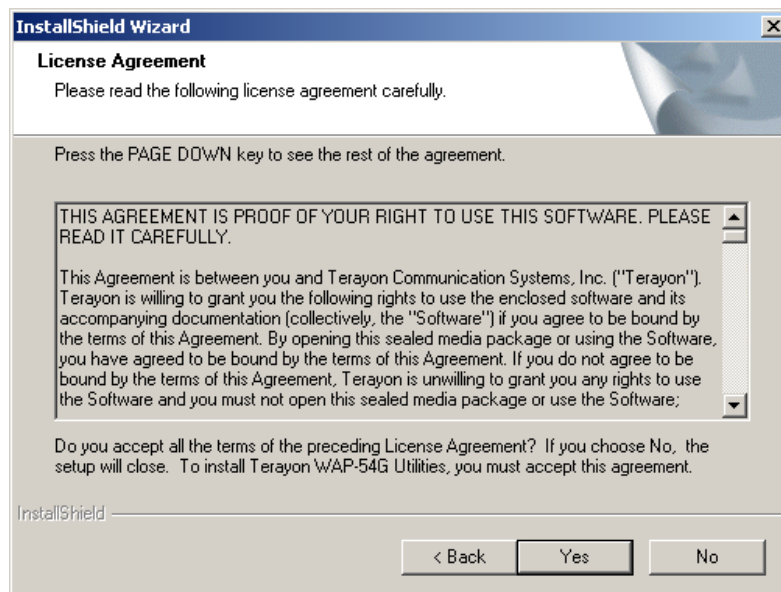 InstallShield Wizard
License Agreement
Please read the following license agreement carefully.
Press the PAGE DOWN key to see the rest of the agreement.
THIS AGREEMENT IS PROOF OF YOUR RIGHT TO USE THIS SOFTWARE. PLEASE
READ IT CAREFULLY.
This Agreement is between you and Terayon Communication Systems, Inc. ("Terayon").
Terayon is willing to grant you the following rights to use the enclosed software and its
accompanying documentation (collectively, the "Software") if you agree to be bound by
the terms of this Agreement. By opening this sealed media package or using the Software,
you have agreed to be bound by the terms of this Agreement. If you do not agree to be
bound by the terms of this Agreement, Terayon is unwilling to grant you any rights to use
the Software and you must not open this sealed media package or use the Software;
Do you accept all the terms of the preceding License Agreement? If you choose No, the
setup will close. To install Terayon WAP-54G Utilities, you must accept this agreement.
InstallShield
< Back
Yes
No